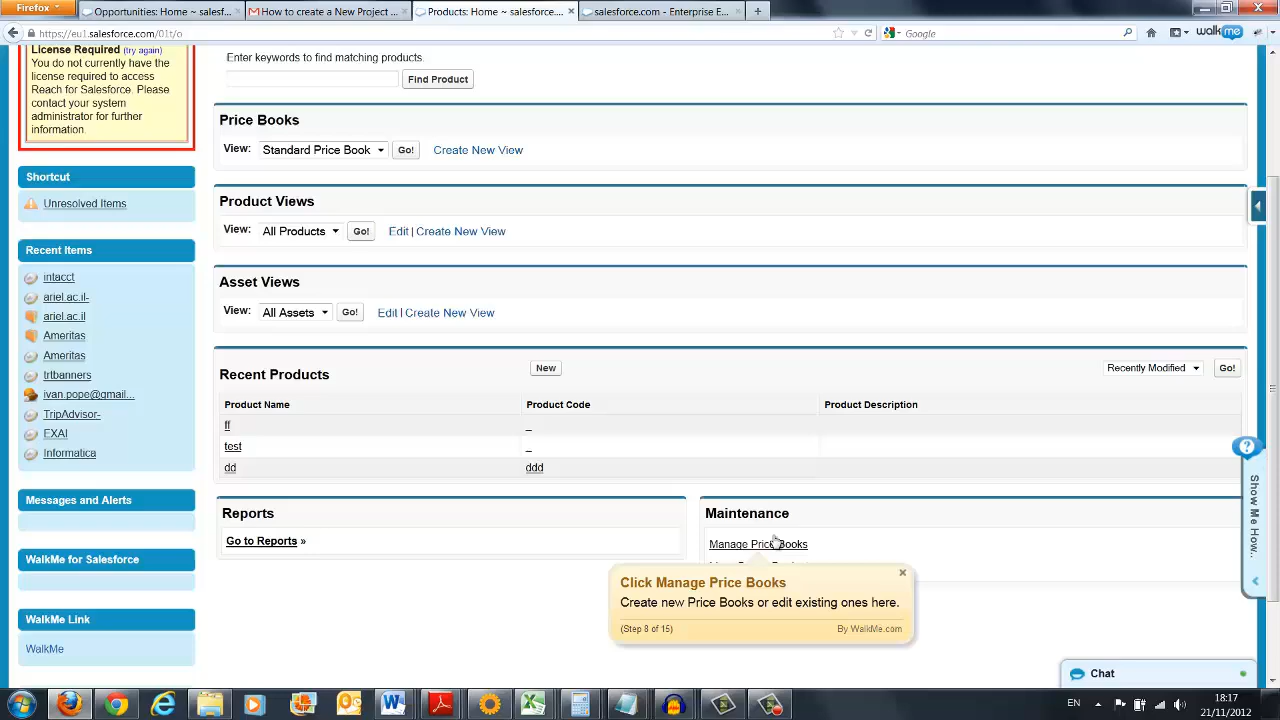 Firefox
Opportunities: Home ~ salesf...
How to create a New Project ...
Products: Home ~ salesforce...
salesforce.com - Enterprise E...
https://eu1.salesforce.com/01t/o
Google
walkme
License Required (try again)
You do not currently have the
license required to access
Reach for Salesforce. Please
contact your system
administrator for further
information.
Shortcut
Unresolved Items
Recent Items
intacct
ariel.ac.il-
ariel.ac.il
Ameritas
Ameritas
trtbanners
ivan.pope@gmail...
TripAdvisor-
EXAI
Informatica
Messages and Alerts
WalkMe for Salesforce
WalkMe Link
WalkMe
Enter keywords to find matching products.
Find Product
Price Books
View: Standard Price Book Go! Create New View
Product Views
View: All Products Go! Edit | Create New View
Asset Views
View: All Assets Go! Edit | Create New View
Recent Products New Recently Modified Go!
Product Name Product Code Product Description
ff _
test _
dd ddd
Reports
Go to Reports »
Maintenance
Manage Price Books
Click Manage Price Books
Create new Price Books or edit existing ones here.
(Step 8 of 15) By WalkMe.com
Show Me How..
Chat
EN
18:17
21/11/2012